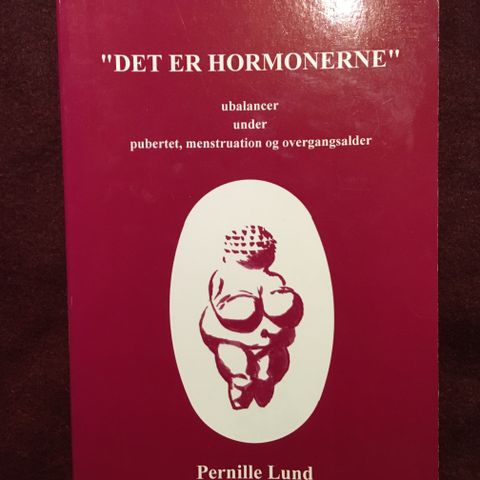 "DET ER HORMONERNE"
ubalancer
under
pubertet, menstruation og overgangsalder
Pernille Lund